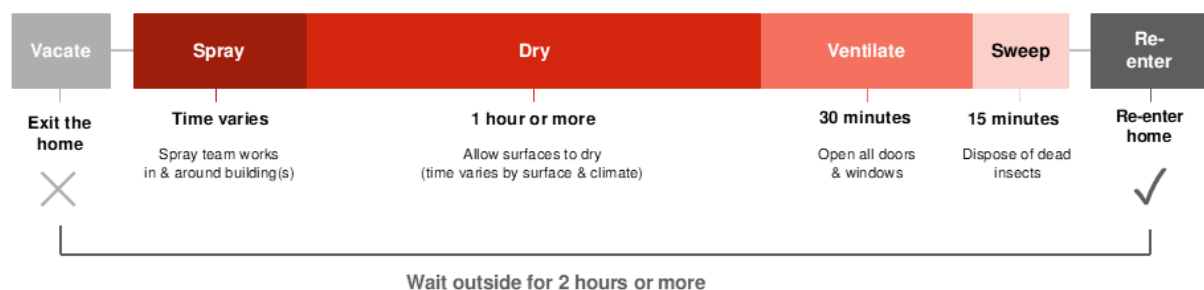 Vacate
Spray
Dry
Ventilate
Sweep
Re-
enter
Exit the
home
Time varies
Spray team works
in & around building(s)
1 hour or more
Allow surfaces to dry
(time varies by surface & climate)
30 minutes
Open all doors
& windows
15 minutes
Dispose of dead
insects
Re-enter
home
Wait outside for 2 hours or more